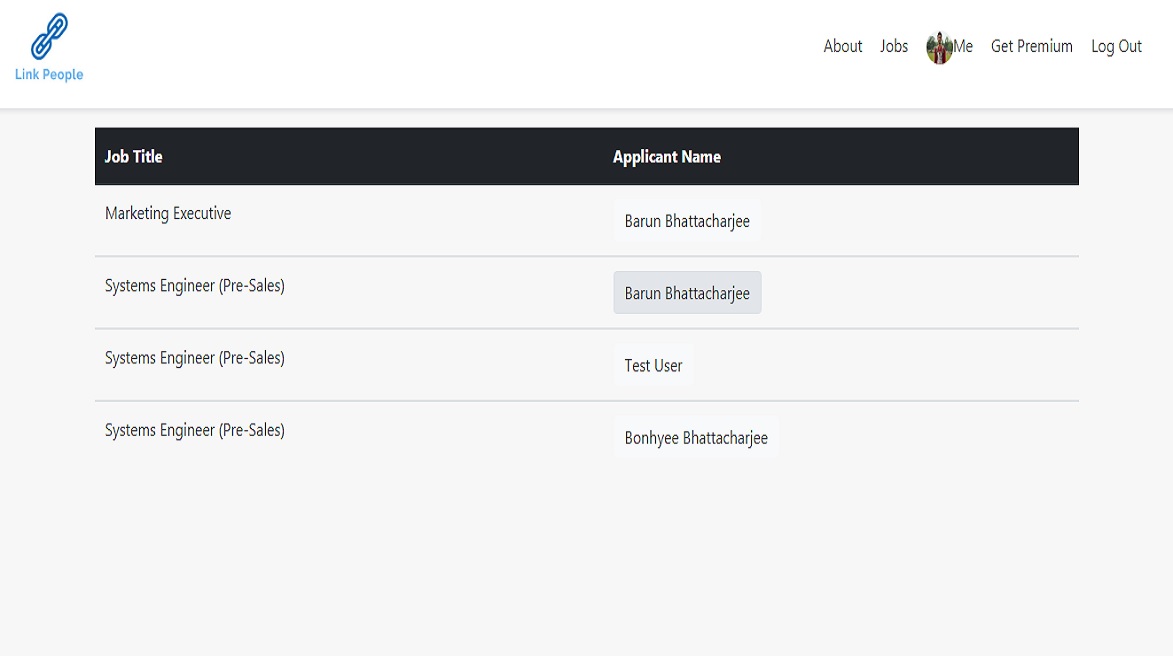 Link People
About Jobs Me Get Premium Log Out
Job Title Applicant Name
Marketing Executive Barun Bhattacharjee
Systems Engineer (Pre-Sales) Barun Bhattacharjee
Systems Engineer (Pre-Sales) Test User
Systems Engineer (Pre-Sales) Bonhyee Bhattacharjee